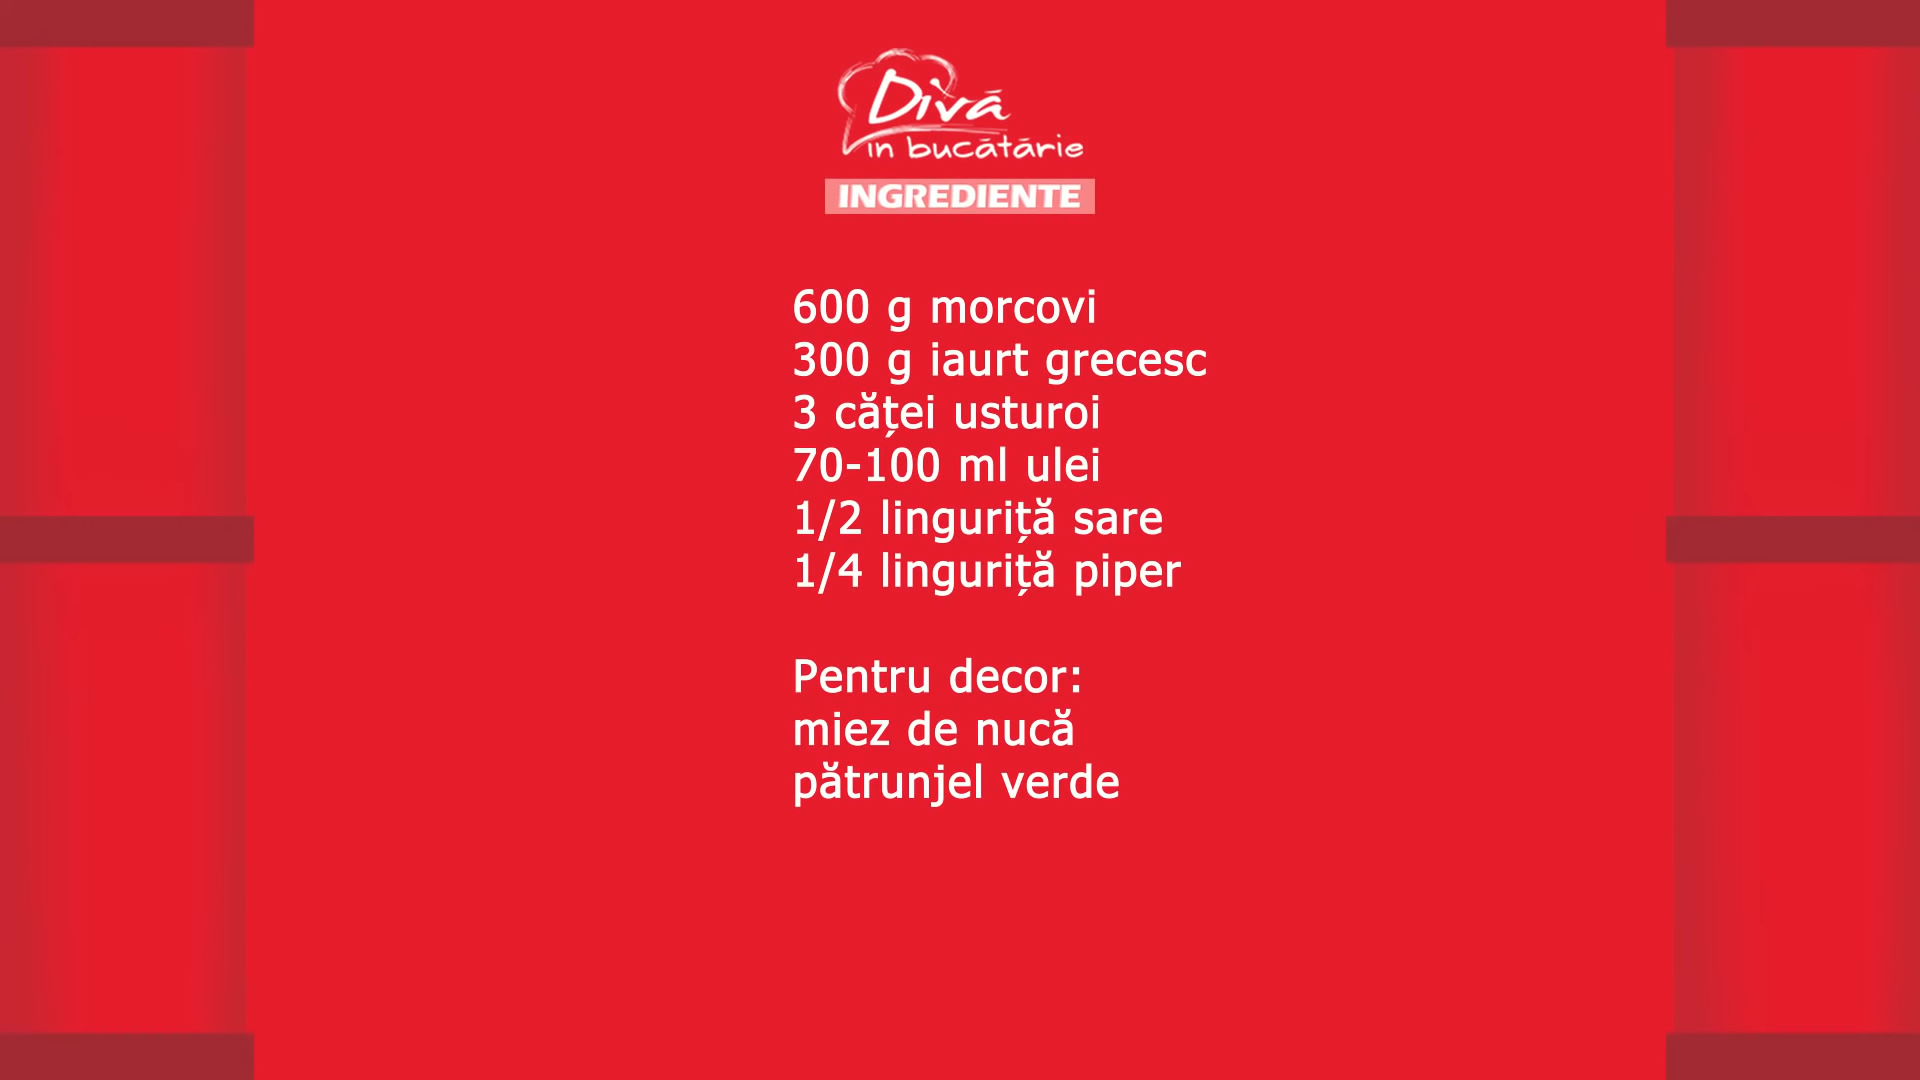 Divă
în bucătărie
INGREDIENTE
600 g morcovi
300 g iaurt grecesc
3 căței usturoi
70-100 ml ulei
1/2 linguriță sare
1/4 linguriță piper
Pentru decor:
miez de nucă
pătrunjel verde